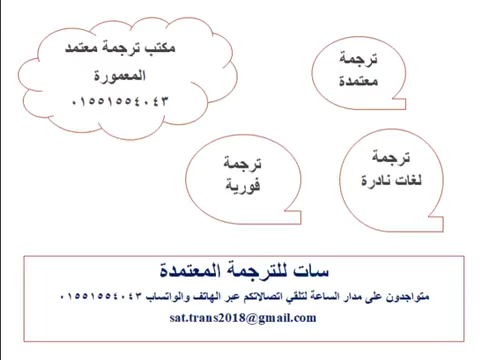 مكتب ترجمة معتمد
المعمورة
٠١٥٥١٥٥٤٠٤٣
ترجمة
معتمدة
ترجمة
فورية
ترجمة
لغات نادرة
سات للترجمة المعتمدة
متواجدون على مدار الساعة لتلقي اتصالاتكم عبر الهاتف والواتساب ٠١٥٥١٥٥٤٠٤٣
sat.trans2018@gmail.com